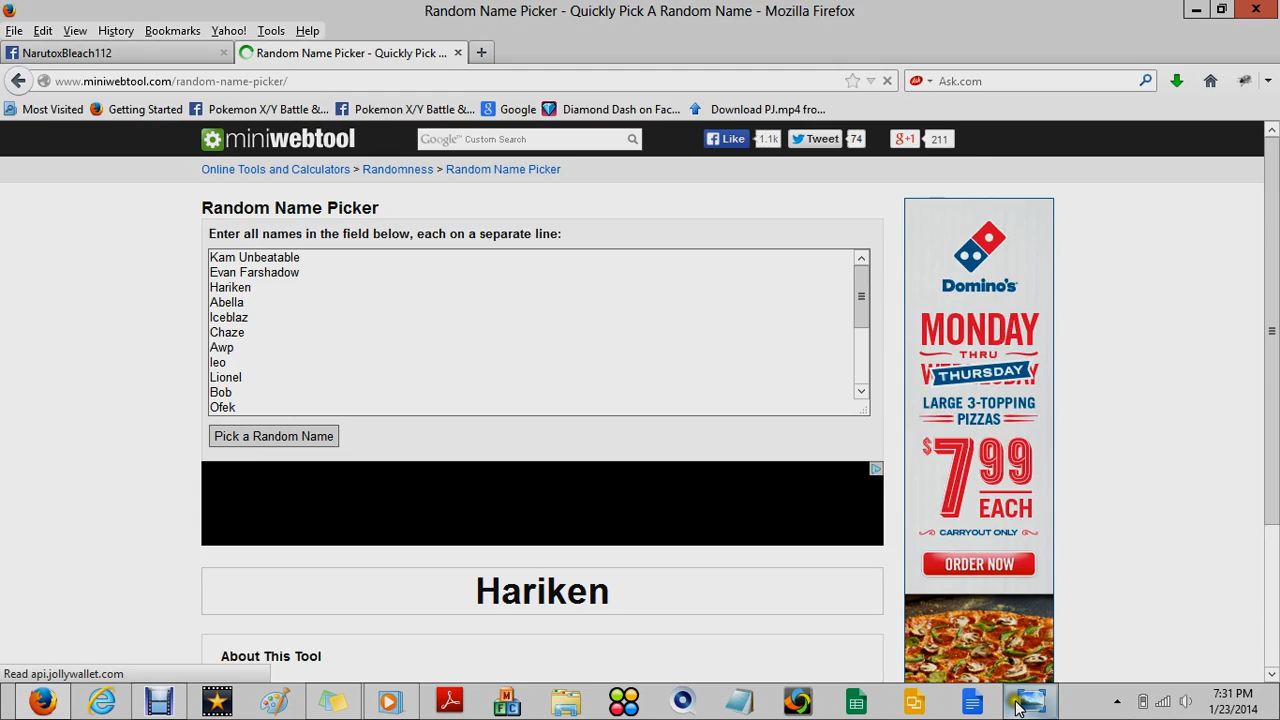 Random Name Picker - Quickly Pick A Random Name - Mozilla Firefox
File Edit View History Bookmarks Yahoo! Tools Help
NarutoxBleach112 × Random Name Picker - Quickly Pick ... × +
www.miniwebtool.com/random-name-picker/ Ask.com
Most Visited Getting Started Pokemon X/Y Battle &... Pokemon X/Y Battle &... Google Diamond Dash on Fac... Download PJ.mp4 fro...
miniwebtool Google™ Custom Search Like 1.1k Tweet 74 g+1 211
Online Tools and Calculators > Randomness > Random Name Picker
Random Name Picker
Enter all names in the field below, each on a separate line:
Kam Unbeatable
Evan Farshadow
Hariken
Abella
Iceblaz
Chaze
Awp
leo
Lionel
Bob
Ofek
Pick a Random Name
Hariken
About This Tool
Domino's
MONDAY
THRU
WEDNESDAY
THURSDAY
LARGE 3-TOPPING
PIZZAS
$7.99
EACH
CARRYOUT ONLY
ORDER NOW
Read api.jollywallet.com
7:31 PM
1/23/2014